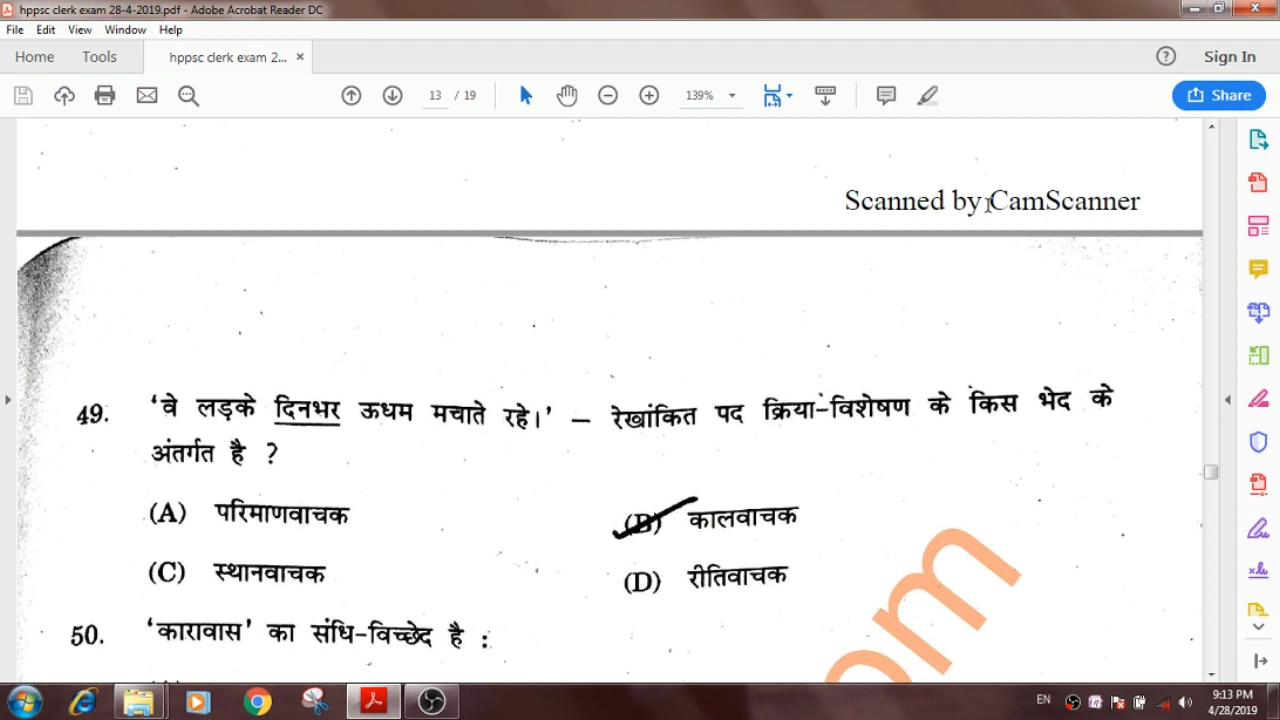 hppsc clerk exam 28-4-2019.pdf - Adobe Acrobat Reader DC
File Edit View Window Help
Home Tools hppsc clerk exam 2... × Sign In
13 / 19 139% Share
Scanned by CamScanner
49. 'वे लड़के दिनभर ऊधम मचाते रहे।' – रेखांकित पद क्रिया-विशेषण के किस भेद के
अंतर्गत है ?
(A) परिमाणवाचक (B) कालवाचक
(C) स्थानवाचक (D) रीतिवाचक
50. 'कारावास' का संधि-विच्छेद है :
om
EN 9:13 PM
4/28/2019